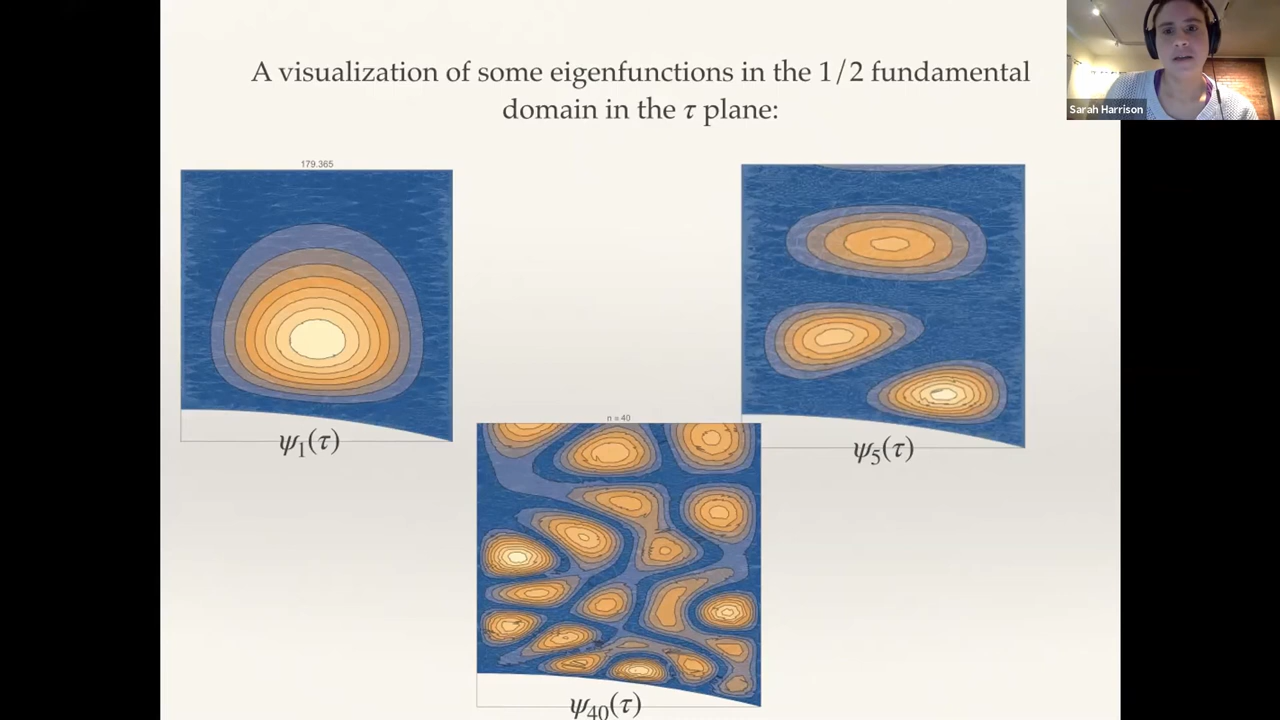 A visualization of some eigenfunctions in the 1/2 fundamental
domain in the τ plane:
Sarah Harrison
179.365
ψ₁(τ)
ψ₅(τ)
n = 40
ψ₄₀(τ)